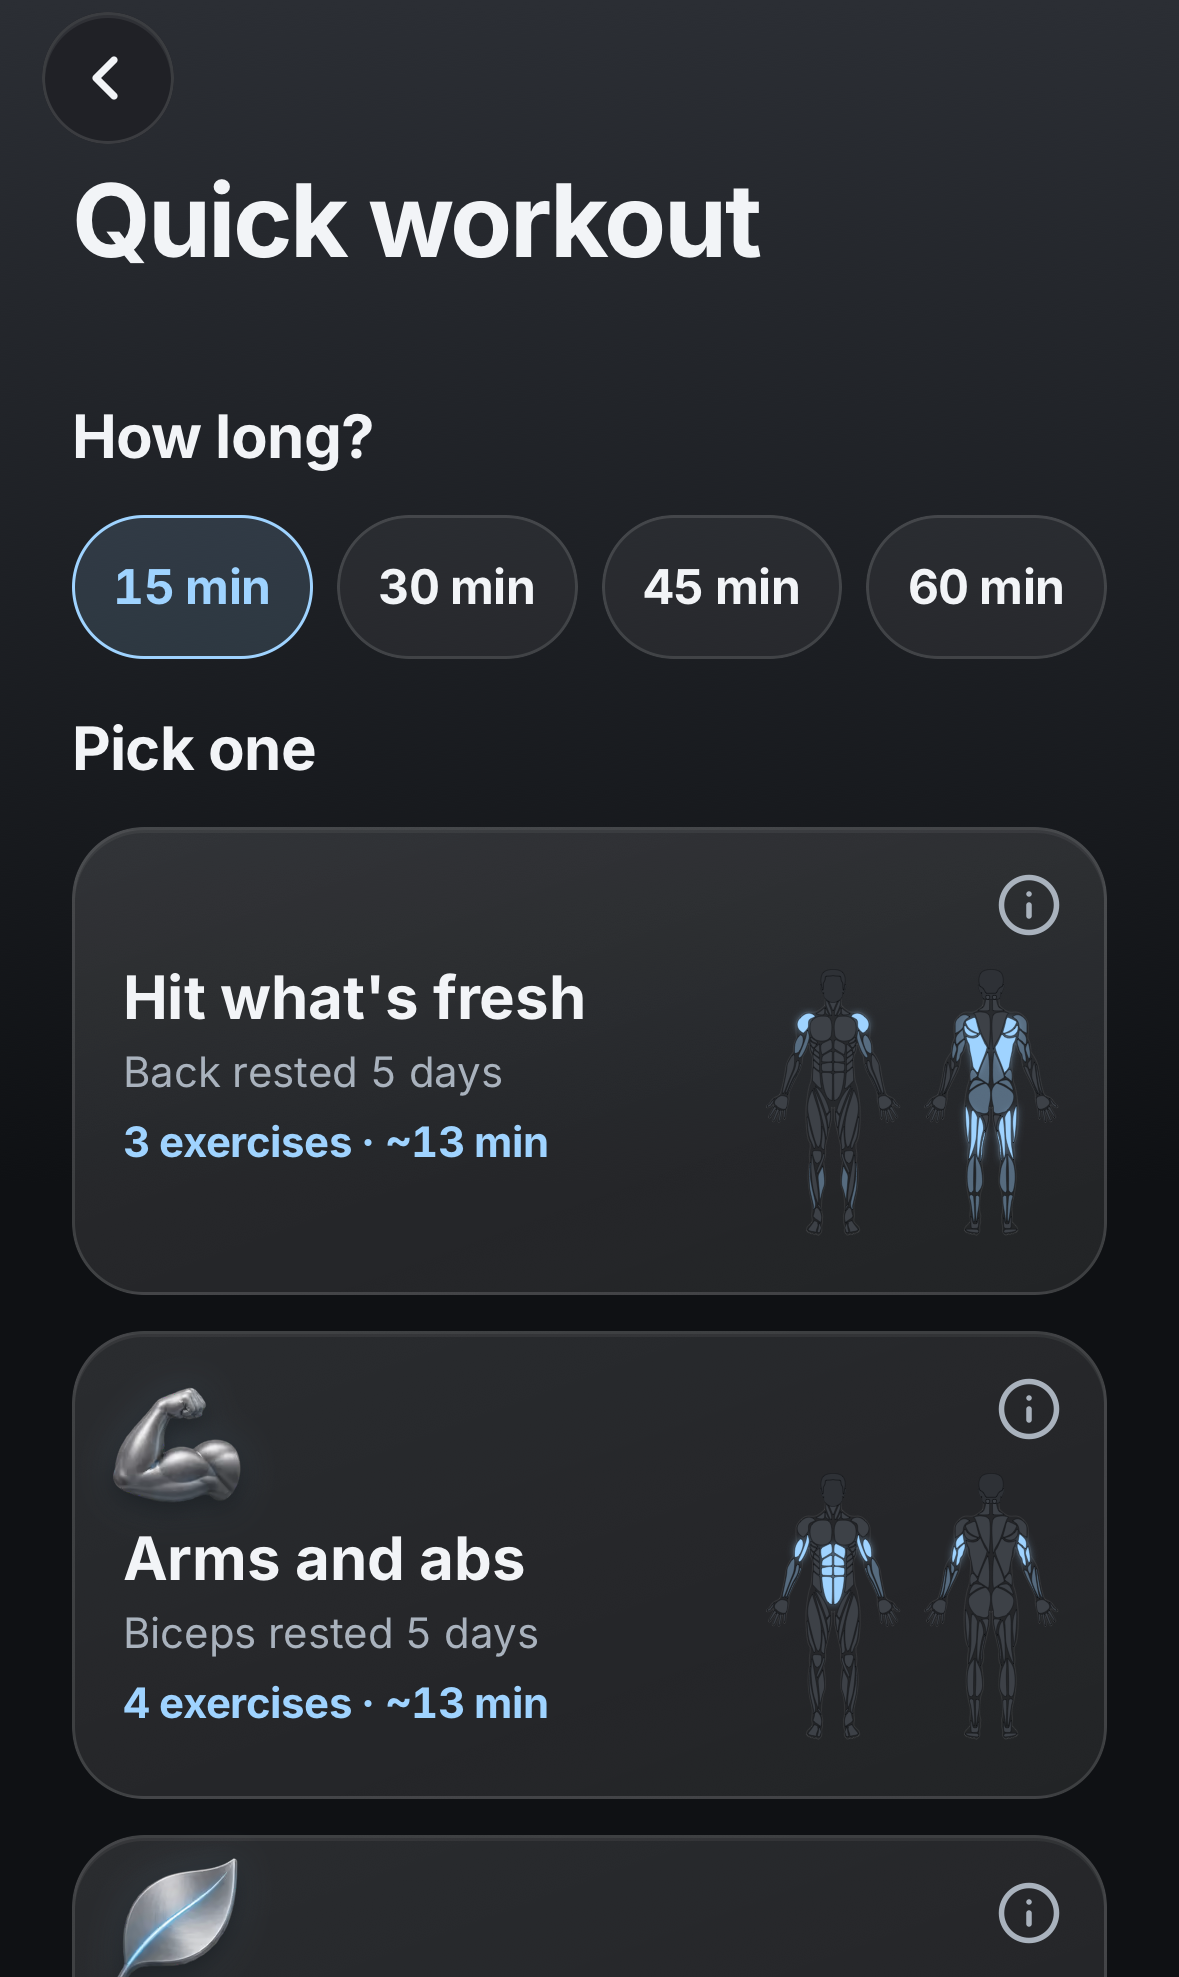 Quick workout
How long?
15 min
30 min
45 min
60 min
Pick one
Hit what's fresh
Back rested 5 days
3 exercises · ~13 min
Arms and abs
Biceps rested 5 days
4 exercises · ~13 min